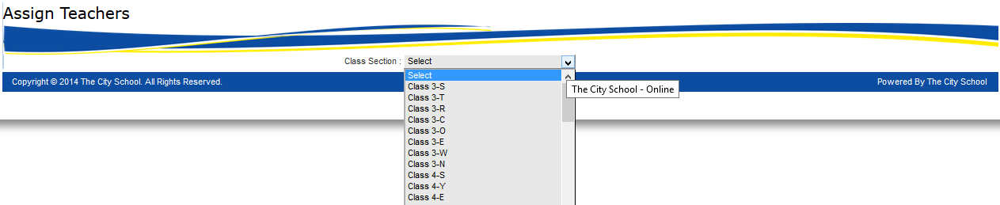 Assign Teachers
Class Section : Select
Select
Copyright © 2014 The City School. All Rights Reserved.
Powered By The City School
The City School - Online
Class 3-S
Class 3-T
Class 3-R
Class 3-C
Class 3-O
Class 3-E
Class 3-W
Class 3-N
Class 4-S
Class 4-Y
Class 4-E